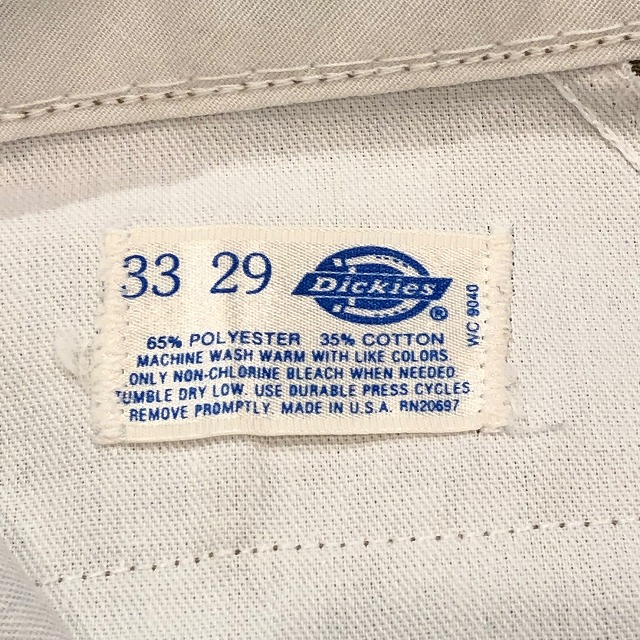 33 29
Dickies®
WC 9040
65% POLYESTER 35% COTTON
MACHINE WASH WARM WITH LIKE COLORS.
ONLY NON-CHLORINE BLEACH WHEN NEEDED.
TUMBLE DRY LOW. USE DURABLE PRESS CYCLES
REMOVE PROMPTLY. MADE IN U.S.A. RN20697